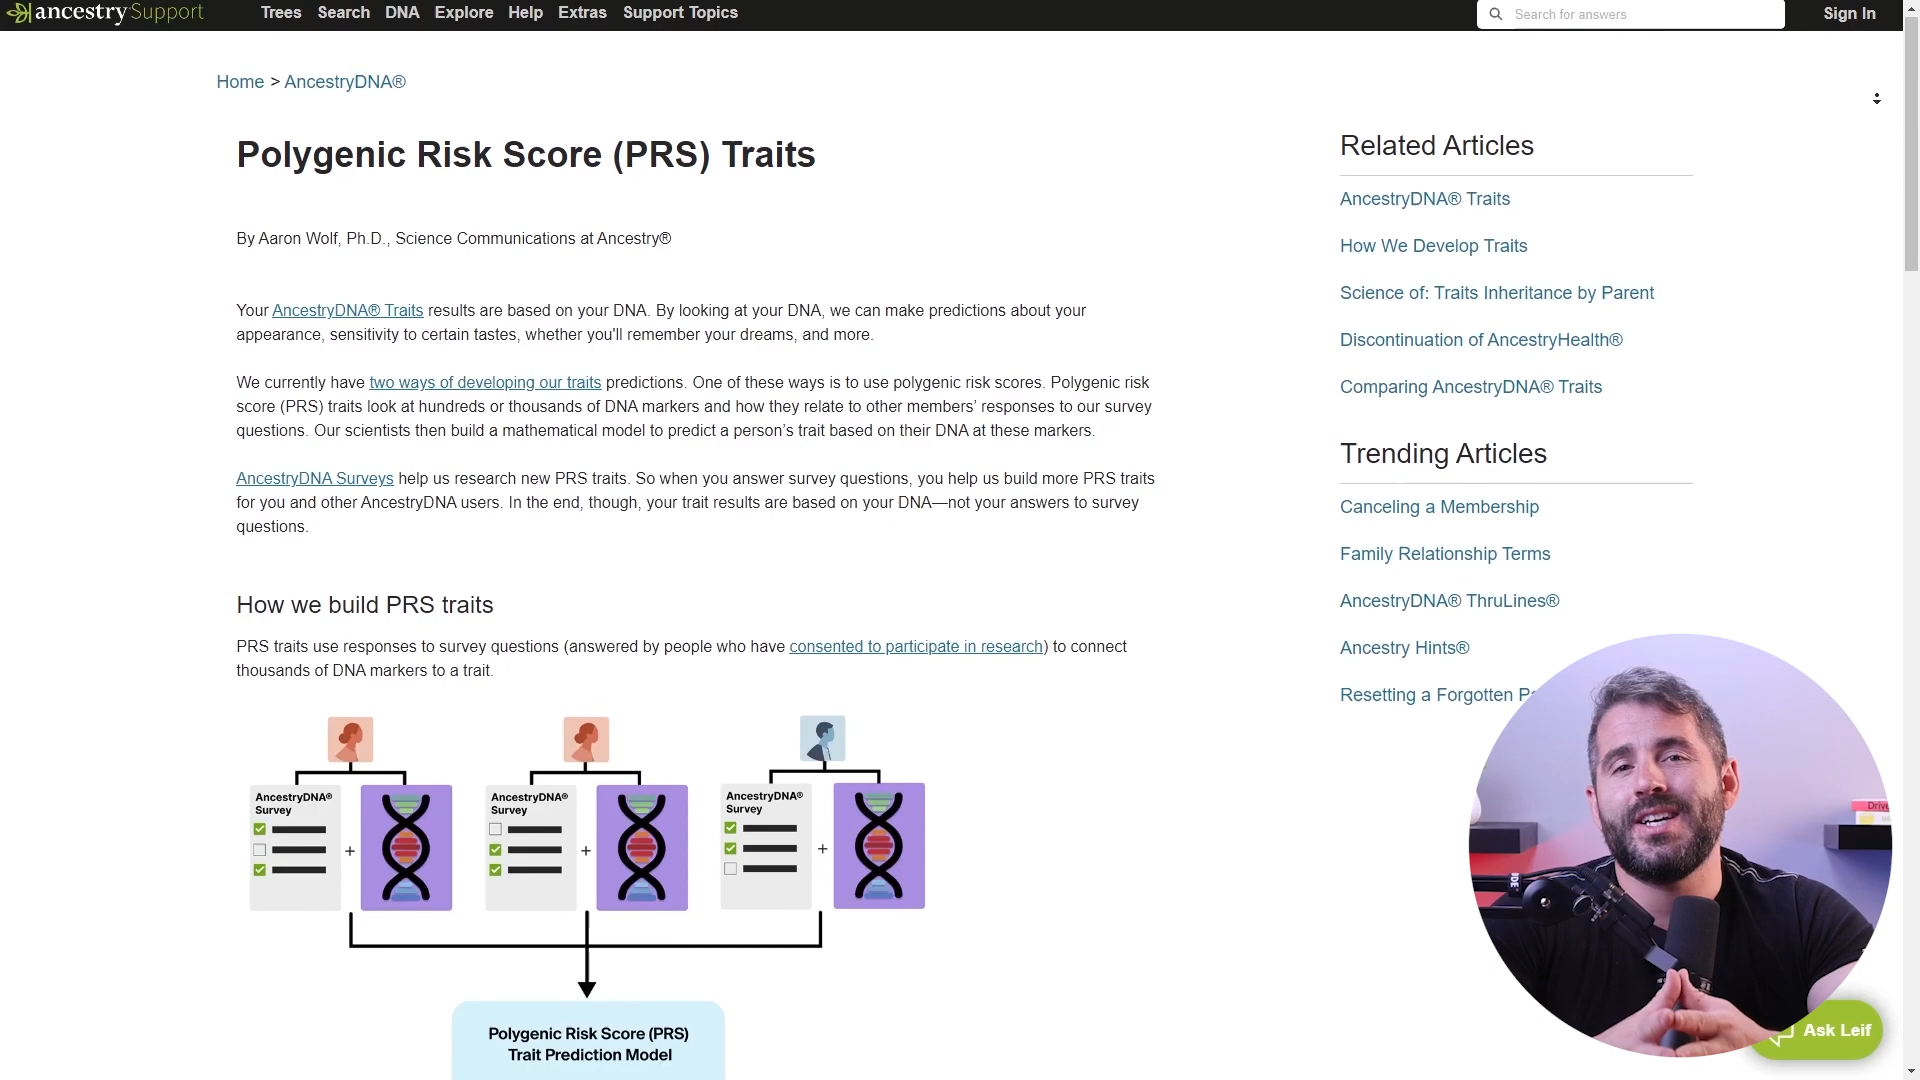 ancestrySupport
Trees Search DNA Explore Help Extras Support Topics
Search for answers
Sign In
Home > AncestryDNA®
Polygenic Risk Score (PRS) Traits
By Aaron Wolf, Ph.D., Science Communications at Ancestry®
Your AncestryDNA® Traits results are based on your DNA. By looking at your DNA, we can make predictions about your
appearance, sensitivity to certain tastes, whether you'll remember your dreams, and more.
We currently have two ways of developing our traits predictions. One of these ways is to use polygenic risk scores. Polygenic risk
score (PRS) traits look at hundreds or thousands of DNA markers and how they relate to other members’ responses to our survey
questions. Our scientists then build a mathematical model to predict a person’s trait based on their DNA at these markers.
AncestryDNA Surveys help us research new PRS traits. So when you answer survey questions, you help us build more PRS traits
for you and other AncestryDNA users. In the end, though, your trait results are based on your DNA—not your answers to survey
questions.
How we build PRS traits
PRS traits use responses to survey questions (answered by people who have consented to participate in research) to connect
thousands of DNA markers to a trait.
AncestryDNA®
Survey
+
AncestryDNA®
Survey
+
AncestryDNA®
Survey
+
Polygenic Risk Score (PRS)
Trait Prediction Model
Related Articles
AncestryDNA® Traits
How We Develop Traits
Science of: Traits Inheritance by Parent
Discontinuation of AncestryHealth®
Comparing AncestryDNA® Traits
Trending Articles
Canceling a Membership
Family Relationship Terms
AncestryDNA® ThruLines®
Ancestry Hints®
Resetting a Forgotten
Drive
Ask Leif